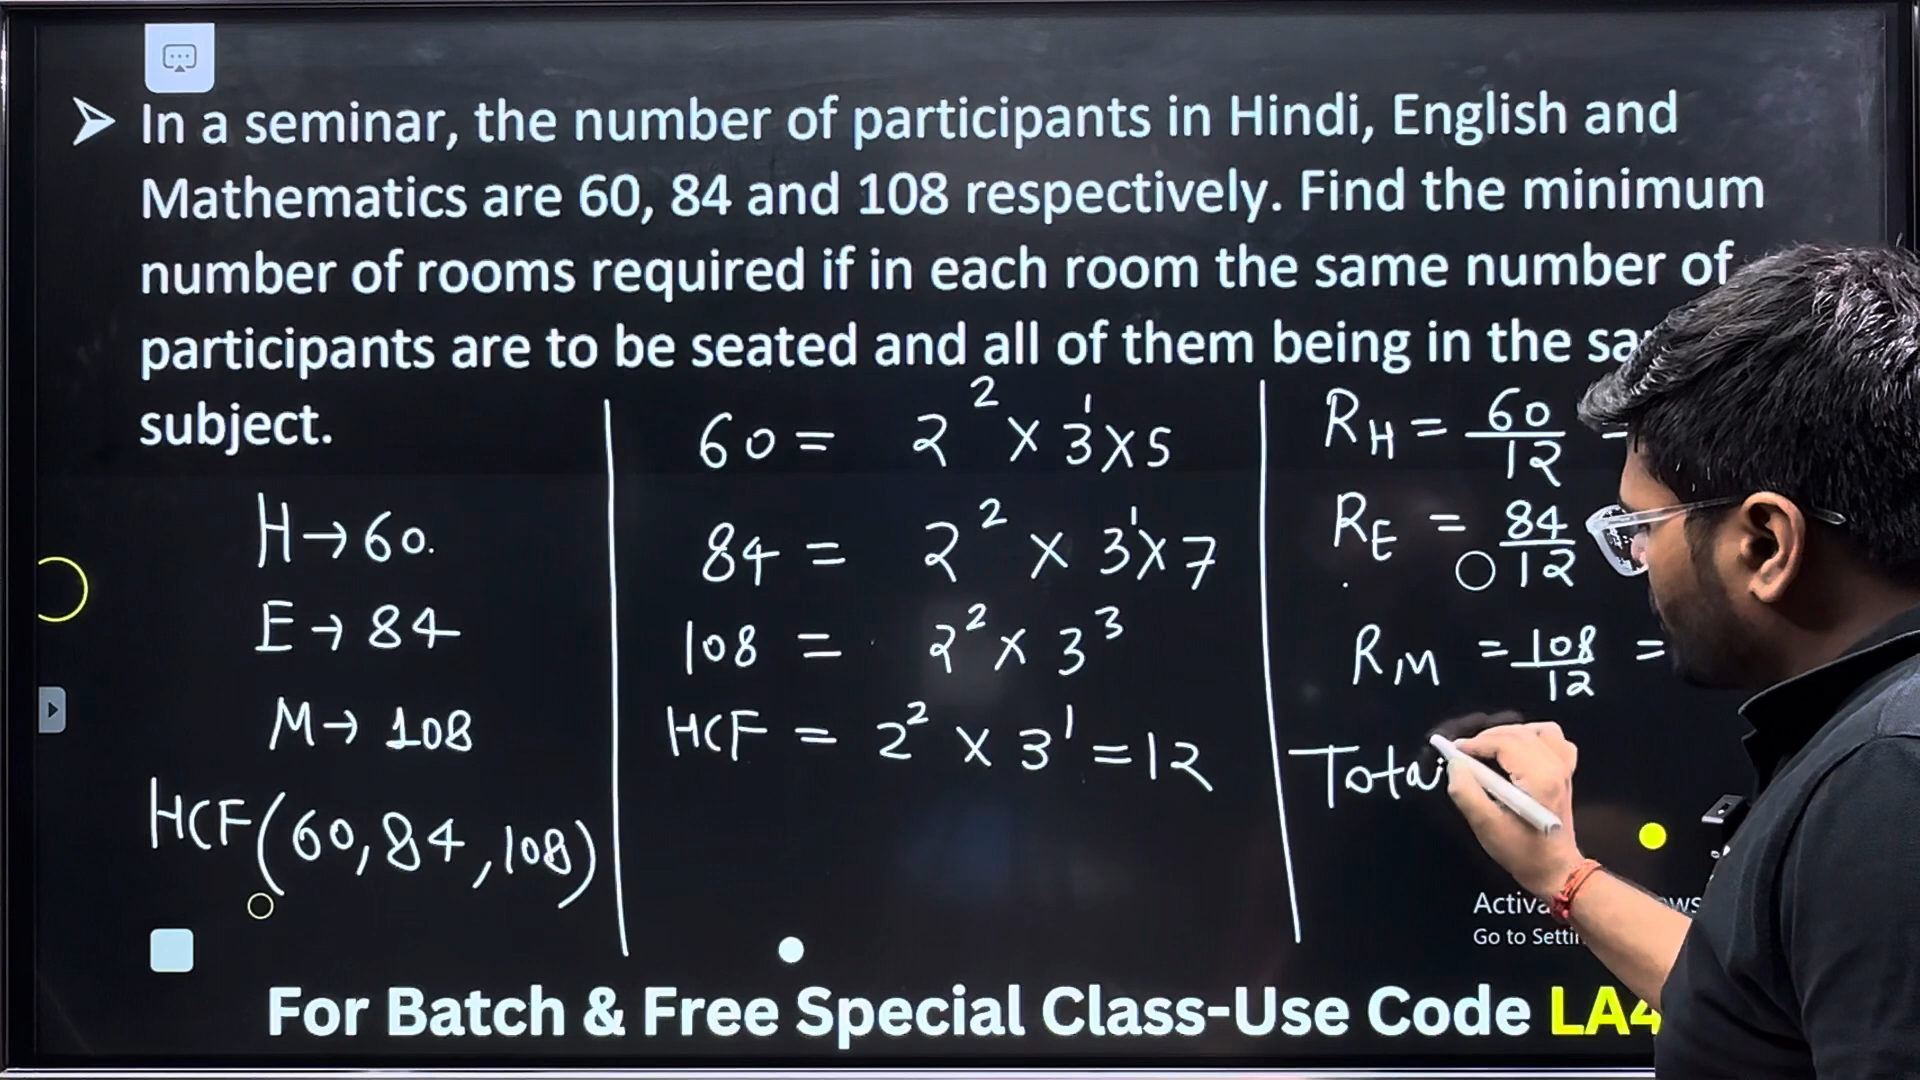 In a seminar, the number of participants in Hindi, English and
Mathematics are 60, 84 and 108 respectively. Find the minimum
number of rooms required if in each room the same number of
participants are to be seated and all of them being in the
subject.
H → 60.
E → 84
M → 108
HCF(60, 84, 108)
60 = 2² × 3¹ × 5
84 = 2² × 3¹ × 7
108 = 2² × 3³
HCF = 2² × 3¹ = 12
R_H = 60/12
R_E = 84/12
R_M = 108/12 =
Go to
For Batch & Free Special Class-Use Code LA4